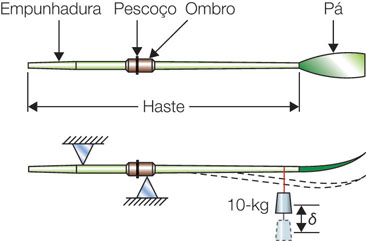 Empunhadura Pescoço Ombro Pá
Haste
10-kg δ